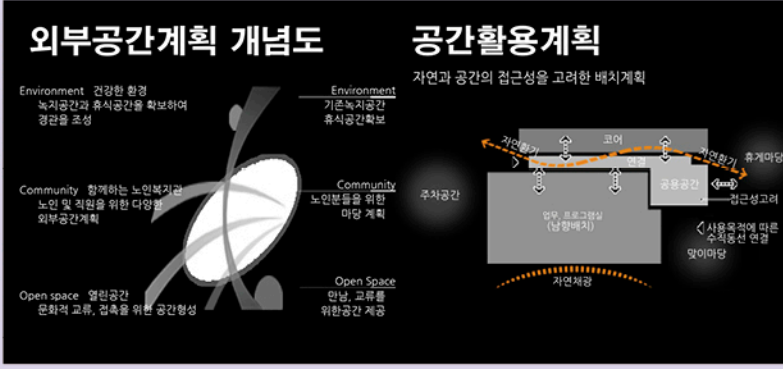 외부공간계획 개념도
Environment 건강한 환경
녹지공간과 휴식공간을 확보하여
경관을 조성
Community 함께하는 노인복지관
노인 및 직원을 위한 다양한
외부공간계획
Open space 열린공간
문화적 교류, 접촉을 위한 공간형성
Environment
기존녹지공간
휴식공간확보
Community
노인분들을 위한
마당 계획
Open Space
만남, 교류를
위한공간 제공
공간활용계획
자연과 공간의 접근성을 고려한 배치계획
자연환기
코어
연결
자연환기
휴게마당
주차공간
공용공간
접근성고려
업무, 프로그램실
(남향배치)
사용목적에 따른
수직동선 연결
맞이마당
자연채광